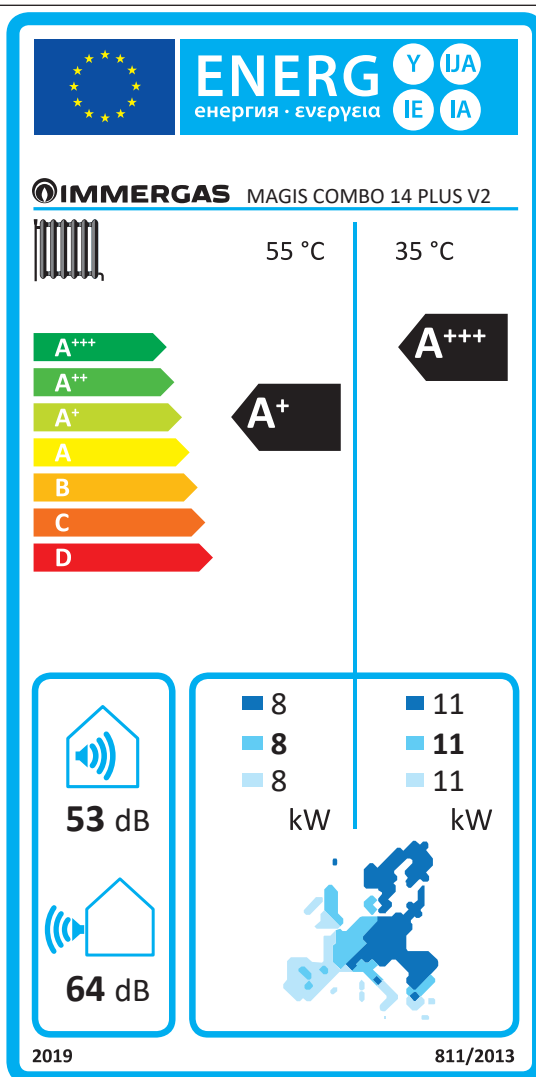 ENERG Y IJA
енергия · ενεργεια IE IA
IMMERGAS MAGIS COMBO 14 PLUS V2
55 °C 35 °C
A+++
A+++
A++
A+
A+
A
B
C
D
8 11
8 11
8 11
kW kW
53 dB
64 dB
2019 811/2013